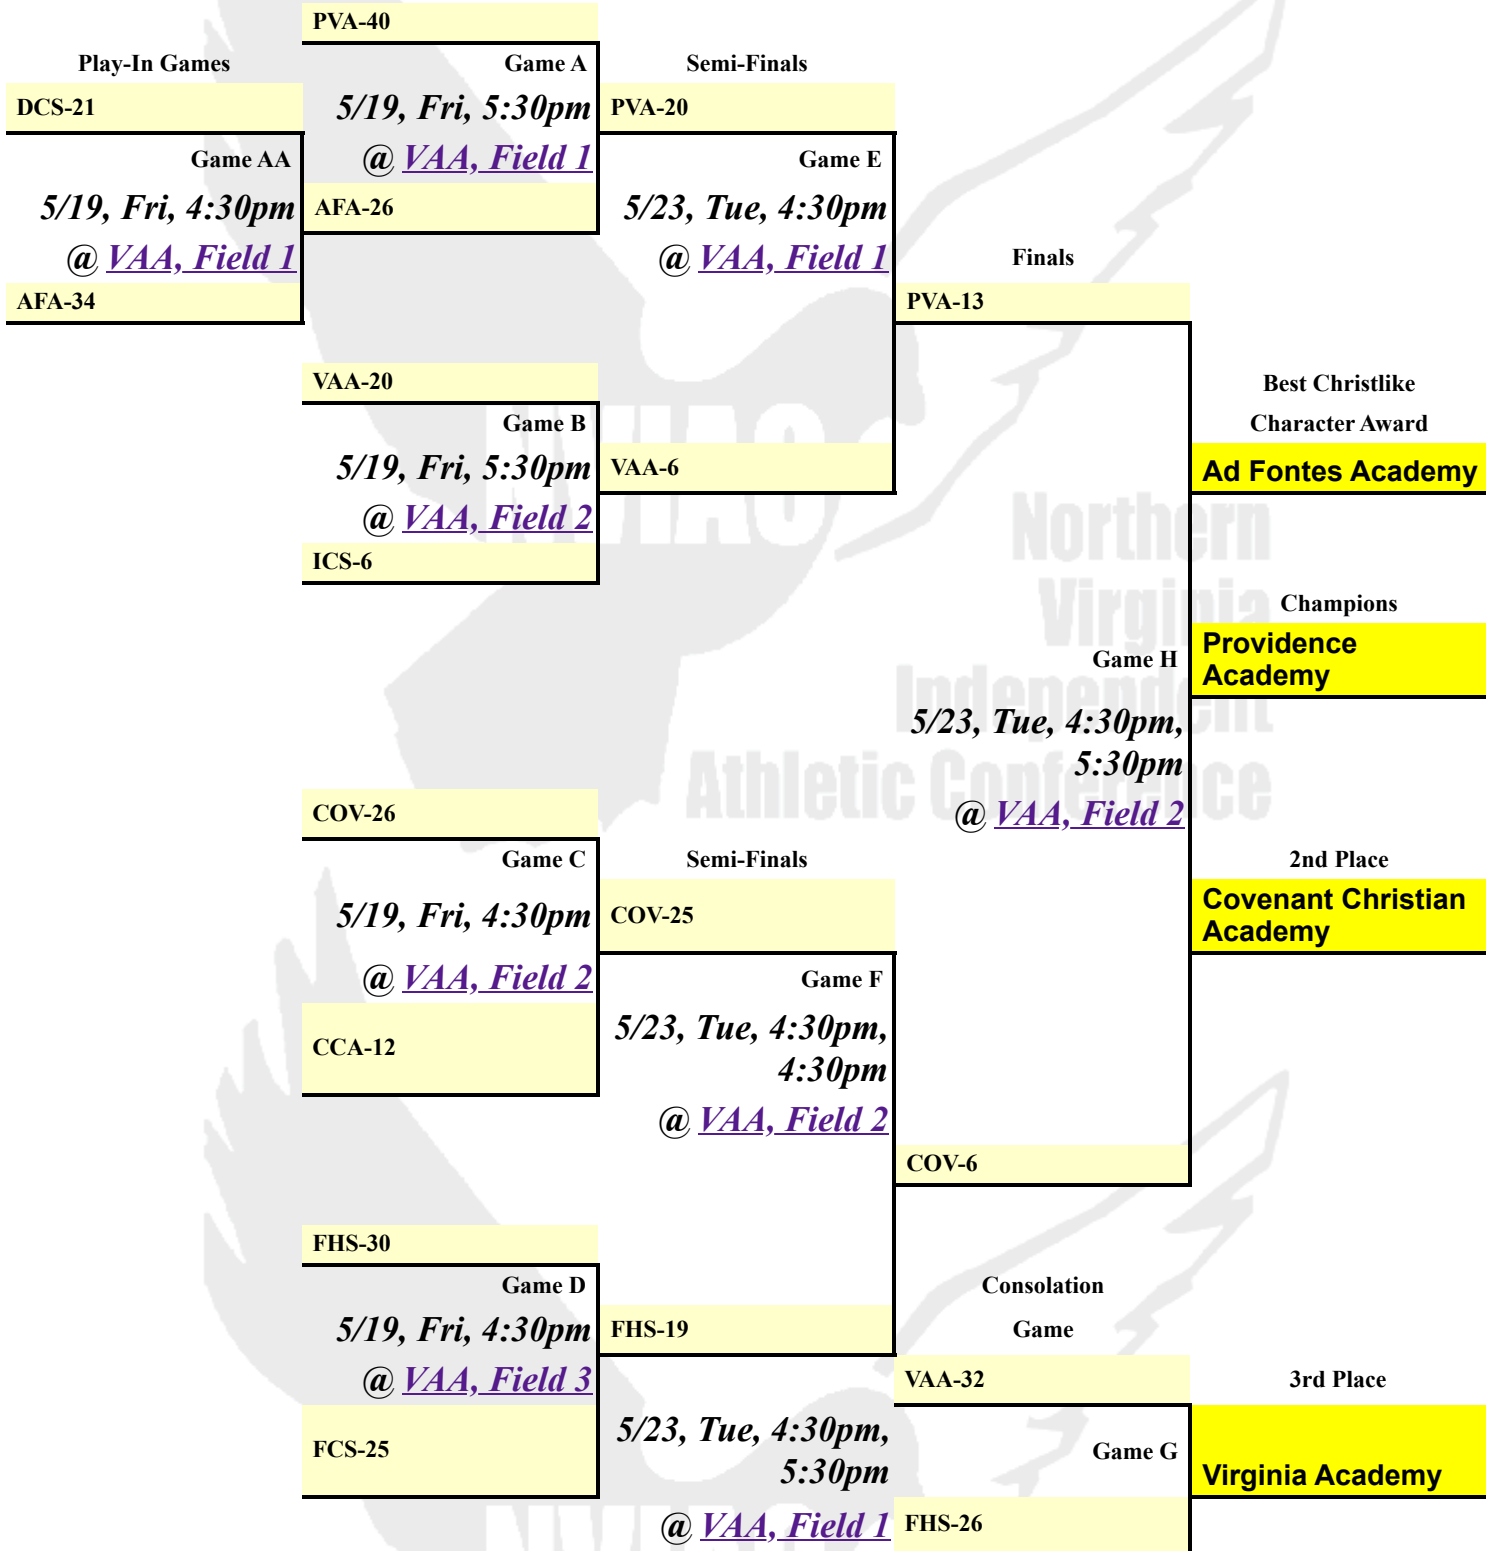 PVA-40
Play-In Games
Game A
Semi-Finals
DCS-21
5/19, Fri, 5:30pm
PVA-20
Game AA
@ VAA, Field 1
Game E
5/19, Fri, 4:30pm
AFA-26
5/23, Tue, 4:30pm
@ VAA, Field 1
@ VAA, Field 1
Finals
AFA-34
PVA-13
VAA-20
Best Christlike
Game B
Character Award
5/19, Fri, 5:30pm
VAA-6
Ad Fontes Academy
@ VAA, Field 2
ICS-6
NVIAC
Northern
Virginia
Independent
Athletic Conference
Champions
Game H
Providence
Academy
5/23, Tue, 4:30pm,
5:30pm
COV-26
@ VAA, Field 2
Game C
Semi-Finals
2nd Place
5/19, Fri, 4:30pm
COV-25
Covenant Christian
Academy
@ VAA, Field 2
Game F
CCA-12
5/23, Tue, 4:30pm,
4:30pm
@ VAA, Field 2
COV-6
FHS-30
Game D
Consolation
5/19, Fri, 4:30pm
FHS-19
Game
@ VAA, Field 3
VAA-32
3rd Place
FCS-25
5/23, Tue, 4:30pm,
5:30pm
Game G
Virginia Academy
@ VAA, Field 1
FHS-26
NVIAC